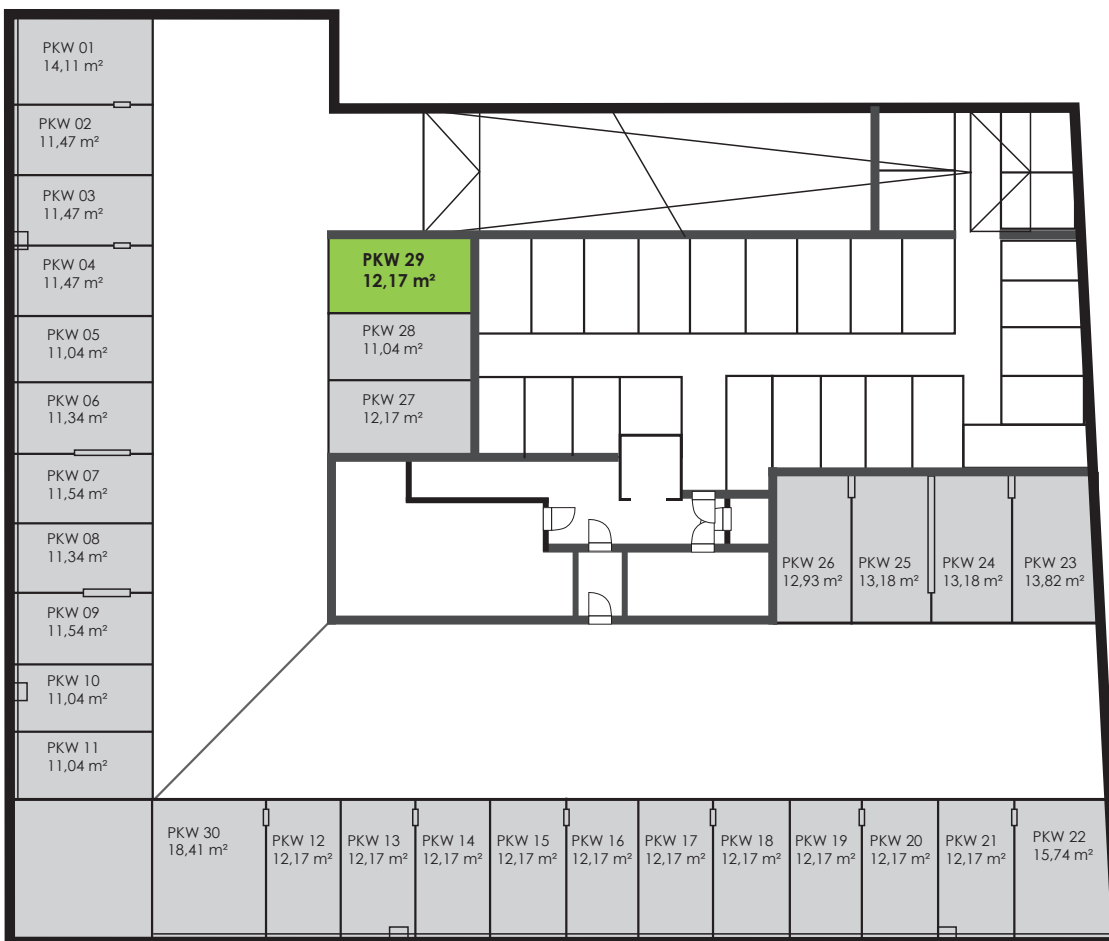 PKW 01
14,11 m²
PKW 02
11,47 m²
PKW 03
11,47 m²
PKW 04
11,47 m²
PKW 05
11,04 m²
PKW 06
11,34 m²
PKW 07
11,54 m²
PKW 08
11,34 m²
PKW 09
11,54 m²
PKW 10
11,04 m²
PKW 11
11,04 m²
PKW 29
12,17 m²
PKW 28
11,04 m²
PKW 27
12,17 m²
PKW 26
12,93 m²
PKW 25
13,18 m²
PKW 24
13,18 m²
PKW 23
13,82 m²
PKW 30
18,41 m²
PKW 12
12,17 m²
PKW 13
12,17 m²
PKW 14
12,17 m²
PKW 15
12,17 m²
PKW 16
12,17 m²
PKW 17
12,17 m²
PKW 18
12,17 m²
PKW 19
12,17 m²
PKW 20
12,17 m²
PKW 21
12,17 m²
PKW 22
15,74 m²